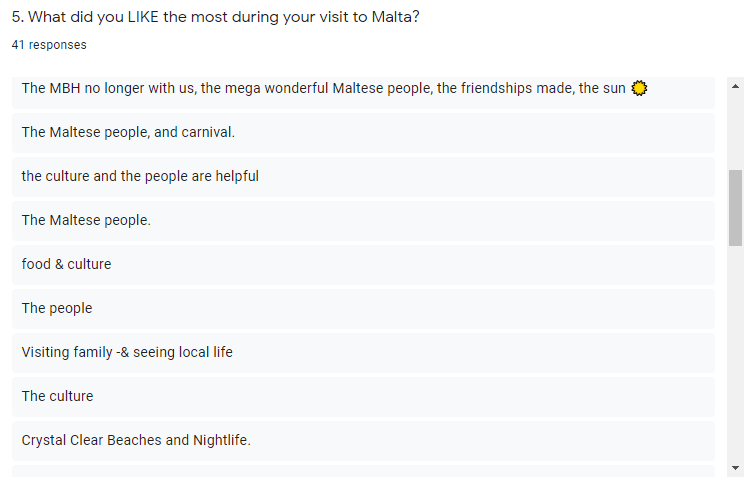 5. What did you LIKE the most during your visit to Malta?
41 responses
The MBH no longer with us, the mega wonderful Maltese people, the friendships made, the sun
The Maltese people, and carnival.
the culture and the people are helpful
The Maltese people.
food & culture
The people
Visiting family -& seeing local life
The culture
Crystal Clear Beaches and Nightlife.